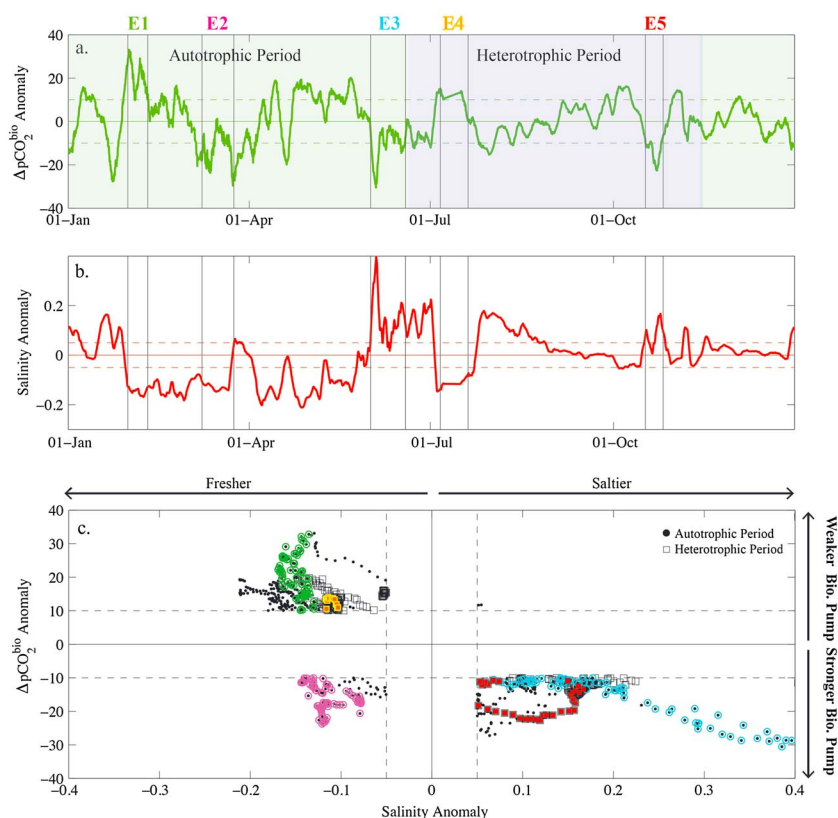 E1 E2 E3 E4 E5
a. Autotrophic Period Heterotrophic Period
ΔpCO₂ᵇⁱᵒ Anomaly
40
20
0
−20
−40
01−Jan 01−Apr 01−Jul 01−Oct
b.
Salinity Anomaly
0.2
0
−0.2
01−Jan 01−Apr 01−Jul 01−Oct
Fresher Saltier
c.
Autotrophic Period
Heterotrophic Period
ΔpCO₂ᵇⁱᵒ Anomaly
40
30
20
10
0
−10
−20
−30
−40
−0.4 −0.3 −0.2 −0.1 0 0.1 0.2 0.3 0.4
Salinity Anomaly
Weaker Bio. Pump
Stronger Bio. Pump